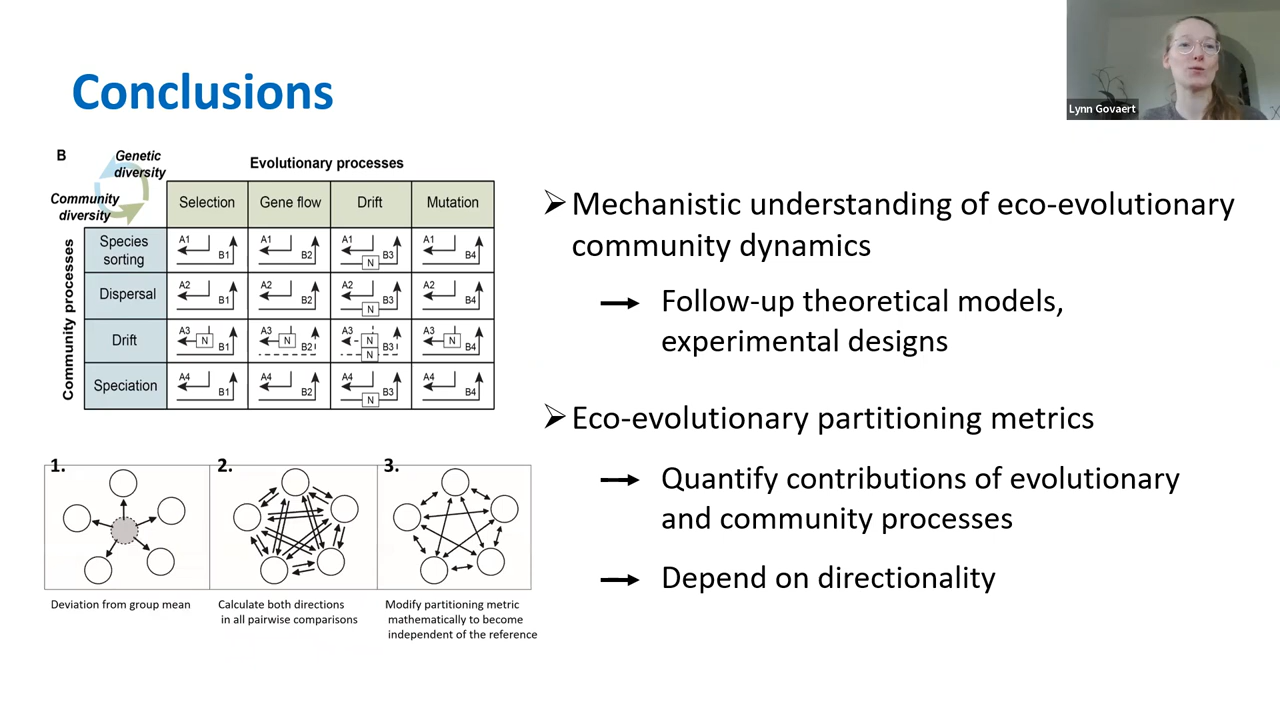 Conclusions
Lynn Govaert
B
Genetic
diversity
Community
diversity
Evolutionary processes
Selection
Gene flow
Drift
Mutation
Community processes
Species
sorting
A1
B1
A1
B2
A1
N
B3
A1
B4
Dispersal
A2
B1
A2
B2
A2
N
B3
A2
B4
Drift
A3
N
B1
A3
N
B2
A3
N
N
B3
A3
N
B4
Speciation
A4
B1
A4
B2
A4
N
B3
A4
B4
1.
2.
3.
Deviation from group mean
Calculate both directions
in all pairwise comparisons
Modify partitioning metric
mathematically to become
independent of the reference
Mechanistic understanding of eco-evolutionary
community dynamics
Follow-up theoretical models,
experimental designs
Eco-evolutionary partitioning metrics
Quantify contributions of evolutionary
and community processes
Depend on directionality